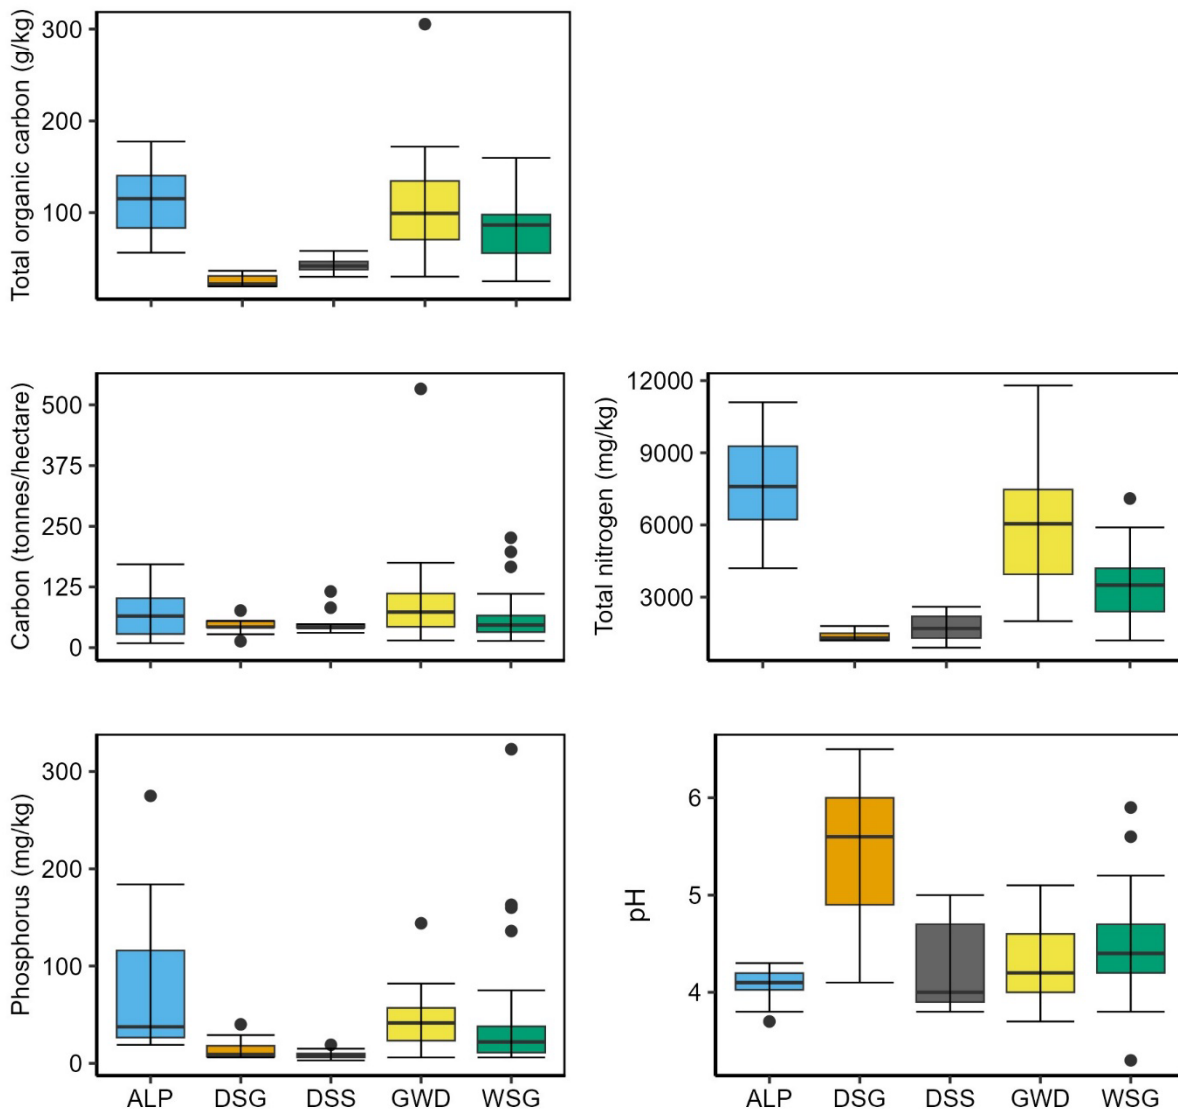 Total organic carbon (g/kg)
300
200
100
Carbon (tonnes/hectare)
500
375
250
125
0
Total nitrogen (mg/kg)
12000
9000
6000
3000
Phosphorus (mg/kg)
300
200
100
0
ALP DSG DSS GWD WSG
pH
6
5
4
ALP DSG DSS GWD WSG